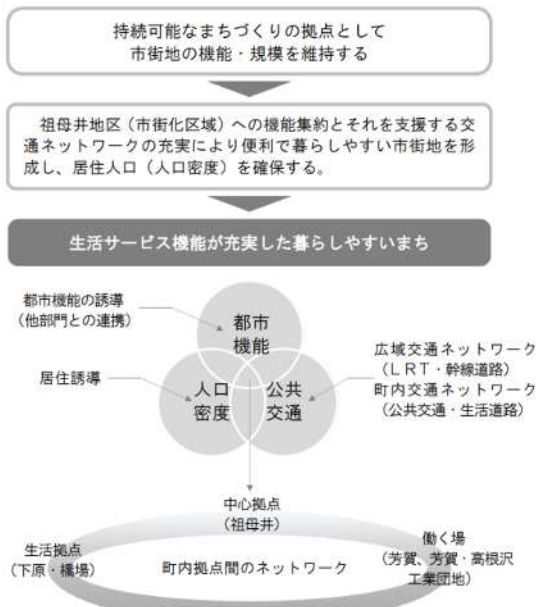 持続可能なまちづくりの拠点として
市街地の機能・規模を維持する
祖母井地区（市街化区域）への機能集約とそれを支援する交
通ネットワークの充実により便利で暮らしやすい市街地を形
成し、居住人口（人口密度）を確保する。
生活サービス機能が充実した暮らしやすいまち
都市機能の誘導
（他部門との連携）
都市
機能
居住誘導
人口
密度
公共
交通
広域交通ネットワーク
（ＬＲＴ・幹線道路）
町内交通ネットワーク
（公共交通・生活道路）
中心拠点
（祖母井）
生活拠点
（下原・橋場）
町内拠点間のネットワーク
働く場
（芳賀、芳賀・高根沢
工業団地）